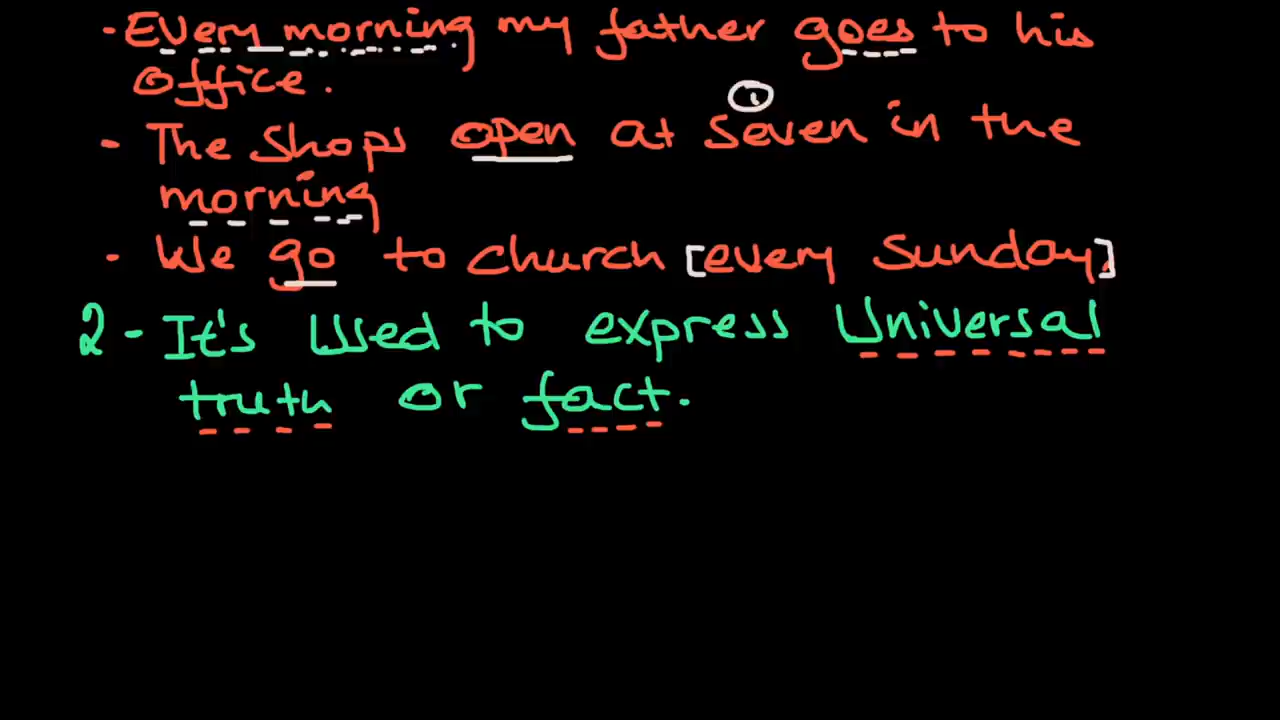 - Every morning my father goes to his
office.
①
- The shops open at seven in the
morning
- We go to church [every Sunday]
2 - It's used to express Universal
truth or fact.